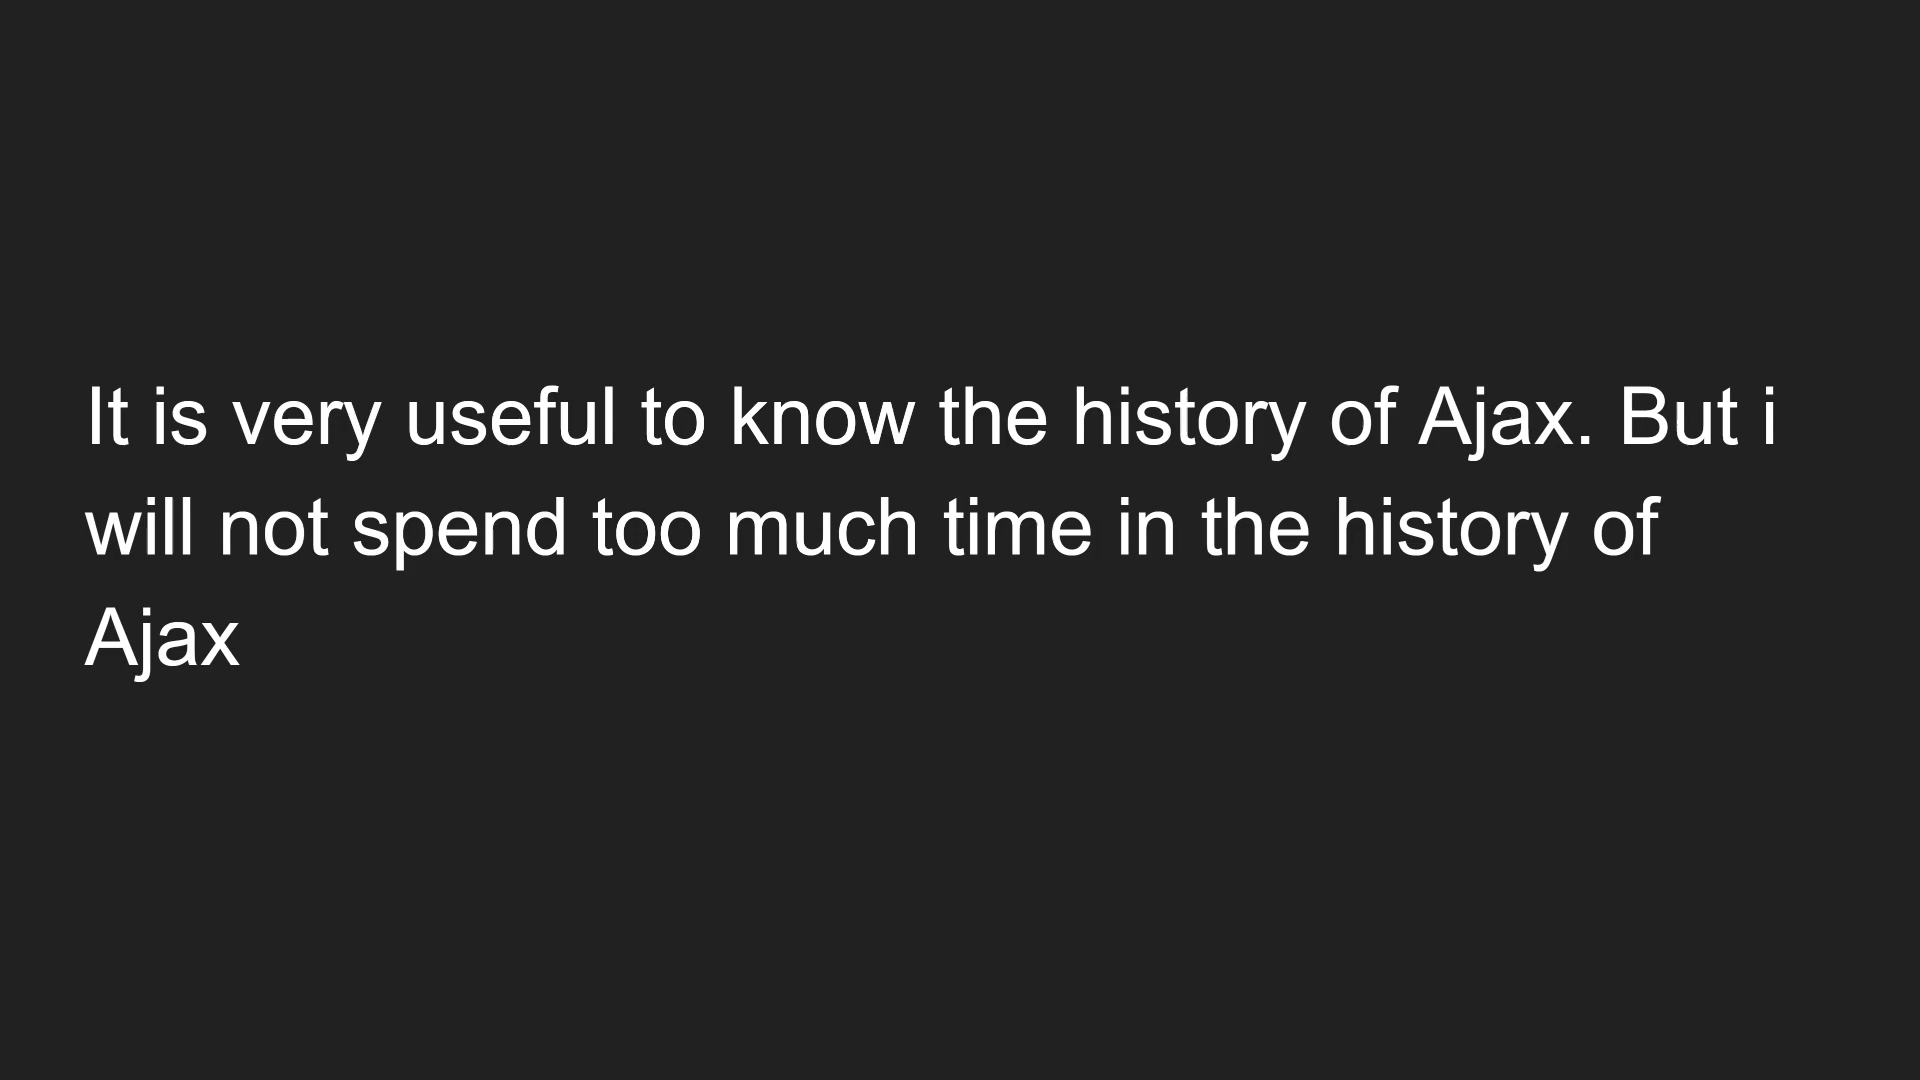 It is very useful to know the history of Ajax. But i
will not spend too much time in the history of
Ajax